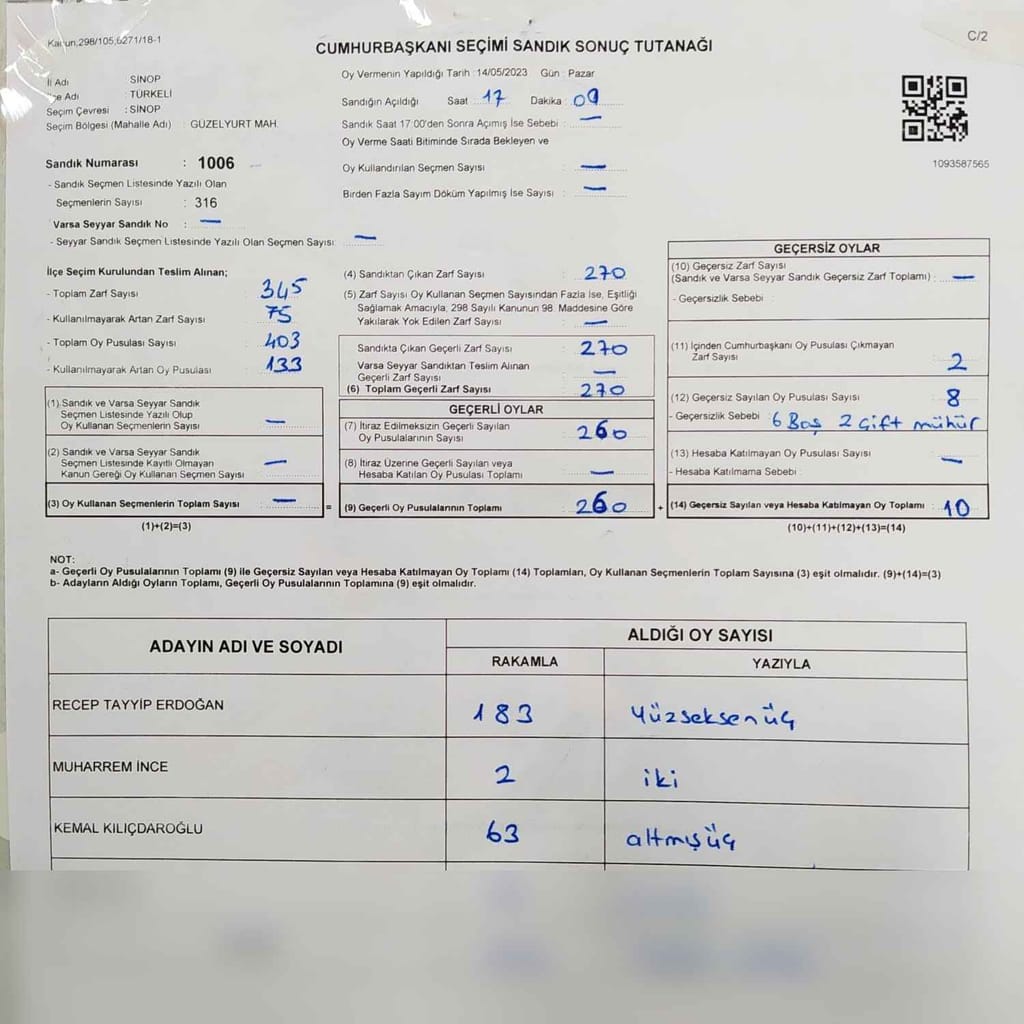 Kanun,298/105,6271/18-1
C/2
CUMHURBAŞKANI SEÇİMİ SANDIK SONUÇ TUTANAĞI
İl Adı SİNOP
İlçe Adı : TÜRKELİ
Seçim Çevresi : SİNOP
Seçim Bölgesi (Mahalle Adı) : GÜZELYURT MAH.
Oy Vermenin Yapıldığı Tarih : 14/05/2023 Gün : Pazar
Sandığın Açıldığı Saat 17 Dakika : 09
Sandık Saat 17:00'den Sonra Açımış İse Sebebi : —
Oy Verme Saati Bitiminde Sırada Bekleyen ve
Oy Kullandırılan Seçmen Sayısı : —
Birden Fazla Sayım Döküm Yapılmış İse Sayısı : —
1093587565
Sandık Numarası : 1006
- Sandık Seçmen Listesinde Yazılı Olan
Seçmenlerin Sayısı : 316
Varsa Seyyar Sandık No : —
- Seyyar Sandık Seçmen Listesinde Yazılı Olan Seçmen Sayısı: —
İlçe Seçim Kurulundan Teslim Alınan;
- Toplam Zarf Sayısı : 345
- Kullanılmayarak Artan Zarf Sayısı : 75
- Toplam Oy Pusulası Sayısı : 403
- Kullanılmayarak Artan Oy Pusulası : 133
(1) Sandık ve Varsa Seyyar Sandık
Seçmen Listesinde Yazılı Olup
Oy Kullanan Seçmenlerin Sayısı : —
(2) Sandık ve Varsa Seyyar Sandık
Seçmen Listesinde Kayıtlı Olmayan
Kanun Gereği Oy Kullanan Seçmen Sayısı : —
(3) Oy Kullanan Seçmenlerin Toplam Sayısı : —
(1)+(2)=(3)
(4) Sandıktan Çıkan Zarf Sayısı : 270
(5) Zarf Sayısı Oy Kullanan Seçmen Sayısından Fazla İse, Eşitliği
Sağlamak Amacıyla, 298 Sayılı Kanunun 98. Maddesine Göre
Yakılarak Yok Edilen Zarf Sayısı : —
Sandıkta Çıkan Geçerli Zarf Sayısı : 270
Varsa Seyyar Sandıktan Teslim Alınan
Geçerli Zarf Sayısı : —
(6) Toplam Geçerli Zarf Sayısı : 270
GEÇERLİ OYLAR
(7) İtiraz Edilmeksizin Geçerli Sayılan
Oy Pusulalarının Sayısı : 260
(8) İtiraz Üzerine Geçerli Sayılan veya
Hesaba Katılan Oy Pusulası Toplamı : —
= (9) Geçerli Oy Pusulalarının Toplamı : 260 +
GEÇERSİZ OYLAR
(10) Geçersiz Zarf Sayısı
(Sandık ve Varsa Seyyar Sandık Geçersiz Zarf Toplamı) : —
- Geçersizlik Sebebi :
(11) İçinden Cumhurbaşkanı Oy Pusulası Çıkmayan
Zarf Sayısı : 2
(12) Geçersiz Sayılan Oy Pusulası Sayısı : 8
- Geçersizlik Sebebi : 6 Boş 2 Çift mühür
(13) Hesaba Katılmayan Oy Pusulası Sayısı : —
- Hesaba Katılmama Sebebi :
(14) Geçersiz Sayılan veya Hesaba Katılmayan Oy Toplamı : 10
(10)+(11)+(12)+(13)=(14)
NOT:
a- Geçerli Oy Pusulalarının Toplamı (9) ile Geçersiz Sayılan veya Hesaba Katılmayan Oy Toplamı (14) Toplamları, Oy Kullanan Seçmenlerin Toplam Sayısına (3) eşit olmalıdır. (9)+(14)=(3)
b- Adayların Aldığı Oyların Toplamı, Geçerli Oy Pusulalarının Toplamına (9) eşit olmalıdır.
ADAYIN ADI VE SOYADI
ALDIĞI OY SAYISI
RAKAMLA YAZIYLA
RECEP TAYYİP ERDOĞAN 183 Yüzseksenüç
MUHARREM İNCE 2 iki
KEMAL KILIÇDAROĞLU 63 altmışüç